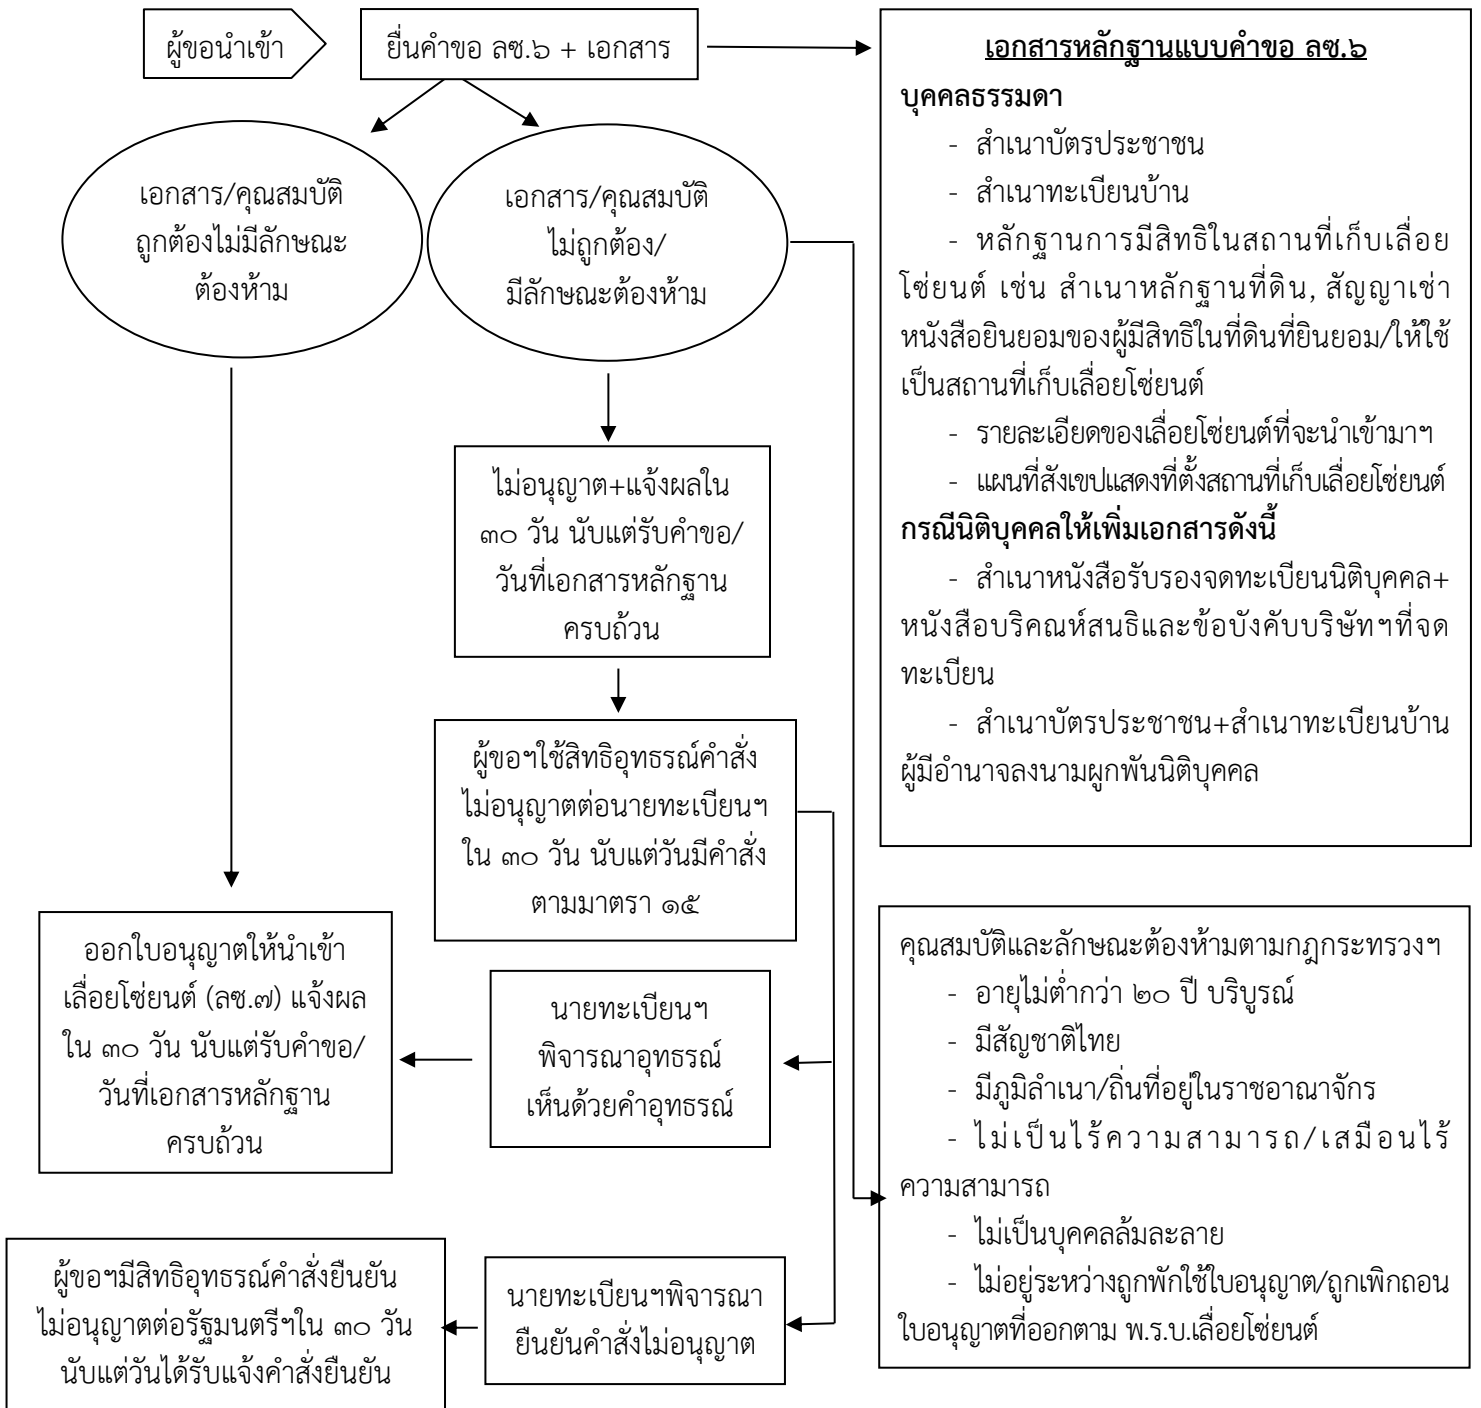 ผู้ขอนำเข้า
ยื่นคำขอ ลซ.๖ + เอกสาร
เอกสารหลักฐานแบบคำขอ ลซ.๖
บุคคลธรรมดา
- สำเนาบัตรประชาชน
- สำเนาทะเบียนบ้าน
- หลักฐานการมีสิทธิในสถานที่เก็บเลื่อย
โซ่ยนต์ เช่น สำเนาหลักฐานที่ดิน, สัญญาเช่า
หนังสือยินยอมของผู้มีสิทธิในที่ดินที่ยินยอม/ให้ใช้
เป็นสถานที่เก็บเลื่อยโซ่ยนต์
- รายละเอียดของเลื่อยโซ่ยนต์ที่จะนำเข้ามาฯ
- แผนที่สังเขปแสดงที่ตั้งสถานที่เก็บเลื่อยโซ่ยนต์
กรณีนิติบุคคลให้เพิ่มเอกสารดังนี้
- สำเนาหนังสือรับรองจดทะเบียนนิติบุคคล+
หนังสือบริคณห์สนธิและข้อบังคับบริษัทฯที่จด
ทะเบียน
- สำเนาบัตรประชาชน+สำเนาทะเบียนบ้าน
ผู้มีอำนาจลงนามผูกพันนิติบุคคล
เอกสาร/คุณสมบัติ
ถูกต้องไม่มีลักษณะ
ต้องห้าม
เอกสาร/คุณสมบัติ
ไม่ถูกต้อง/
มีลักษณะต้องห้าม
ไม่อนุญาต+แจ้งผลใน
๓๐ วัน นับแต่รับคำขอ/
วันที่เอกสารหลักฐาน
ครบถ้วน
ผู้ขอฯใช้สิทธิอุทธรณ์คำสั่ง
ไม่อนุญาตต่อนายทะเบียนฯ
ใน ๓๐ วัน นับแต่วันมีคำสั่ง
ตามมาตรา ๑๕
ออกใบอนุญาตให้นำเข้า
เลื่อยโซ่ยนต์ (ลซ.๗) แจ้งผล
ใน ๓๐ วัน นับแต่รับคำขอ/
วันที่เอกสารหลักฐาน
ครบถ้วน
นายทะเบียนฯ
พิจารณาอุทธรณ์
เห็นด้วยคำอุทธรณ์
คุณสมบัติและลักษณะต้องห้ามตามกฎกระทรวงฯ
- อายุไม่ต่ำกว่า ๒๐ ปี บริบูรณ์
- มีสัญชาติไทย
- มีภูมิลำเนา/ถิ่นที่อยู่ในราชอาณาจักร
- ไม่เป็นไร้ความสามารถ/เสมือนไร้
ความสามารถ
- ไม่เป็นบุคคลล้มละลาย
- ไม่อยู่ระหว่างถูกพักใช้ใบอนุญาต/ถูกเพิกถอน
ใบอนุญาตที่ออกตาม พ.ร.บ.เลื่อยโซ่ยนต์
ผู้ขอฯมีสิทธิอุทธรณ์คำสั่งยืนยัน
ไม่อนุญาตต่อรัฐมนตรีฯใน ๓๐ วัน
นับแต่วันได้รับแจ้งคำสั่งยืนยัน
นายทะเบียนฯพิจารณา
ยืนยันคำสั่งไม่อนุญาต